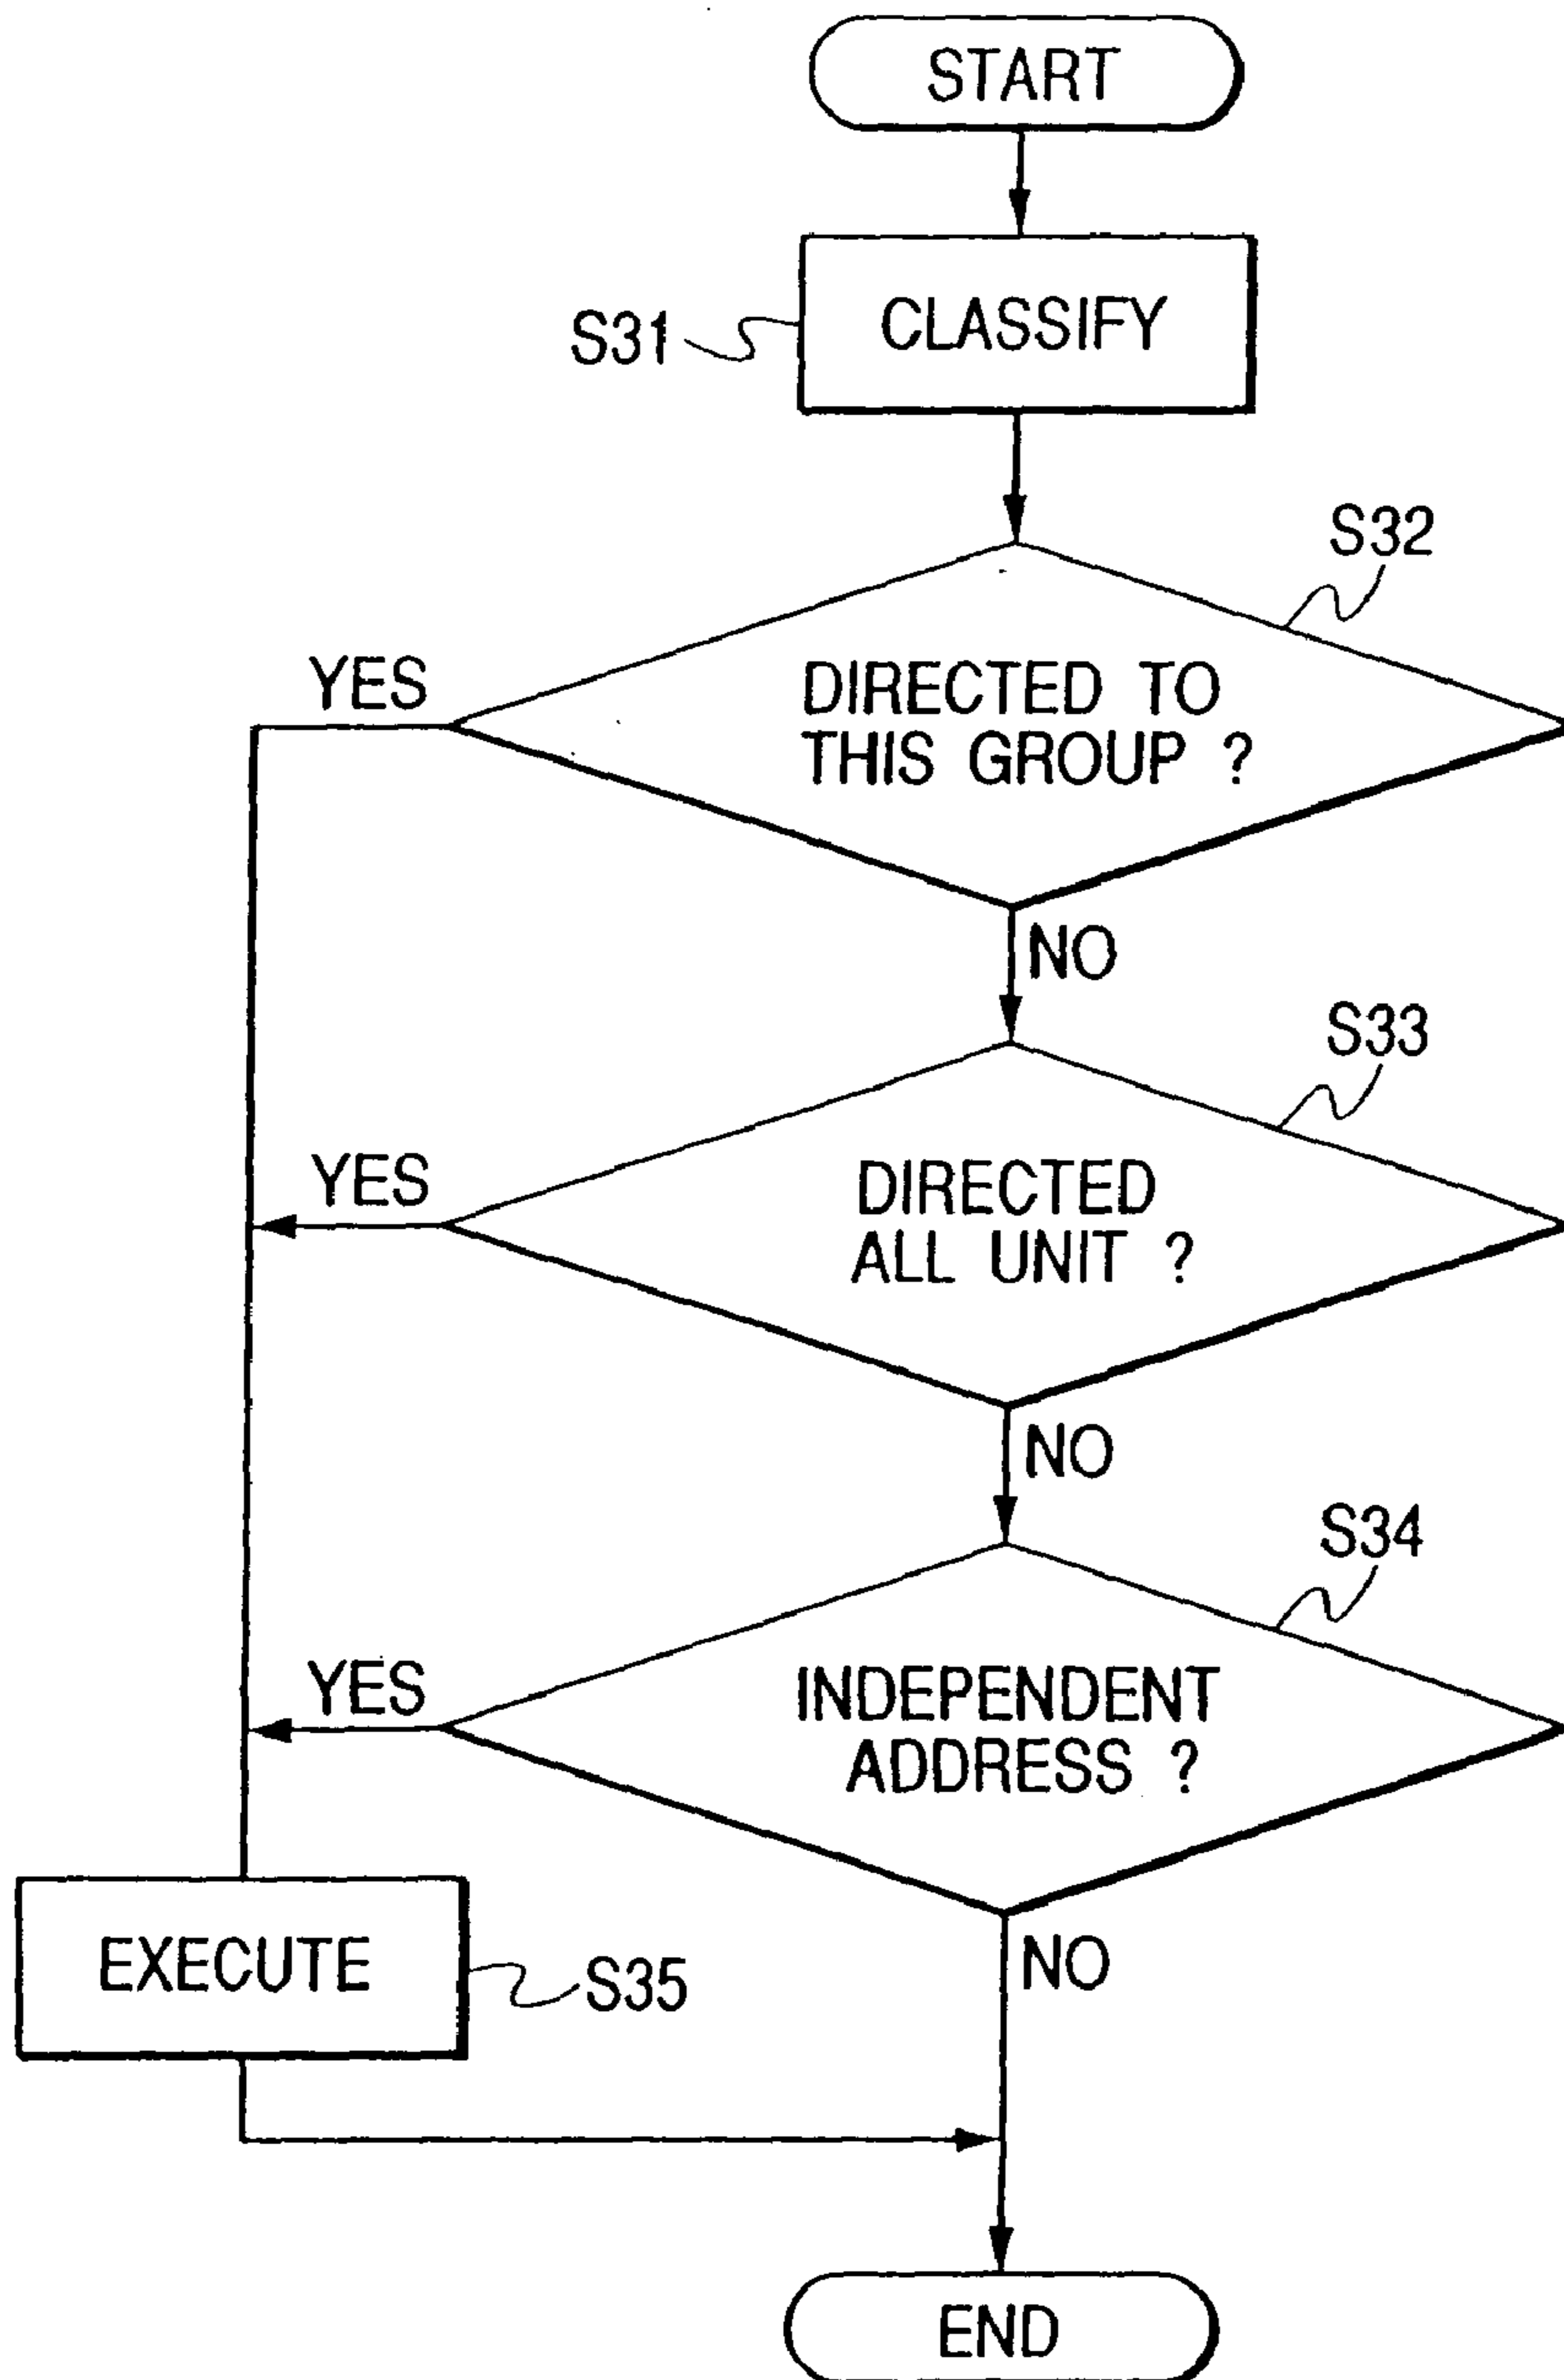 START
S31
CLASSIFY
S32
YES
DIRECTED TO
THIS GROUP ?
NO
S33
YES
DIRECTED
ALL UNIT ?
NO
S34
YES
INDEPENDENT
ADDRESS ?
EXECUTE
S35
NO
END